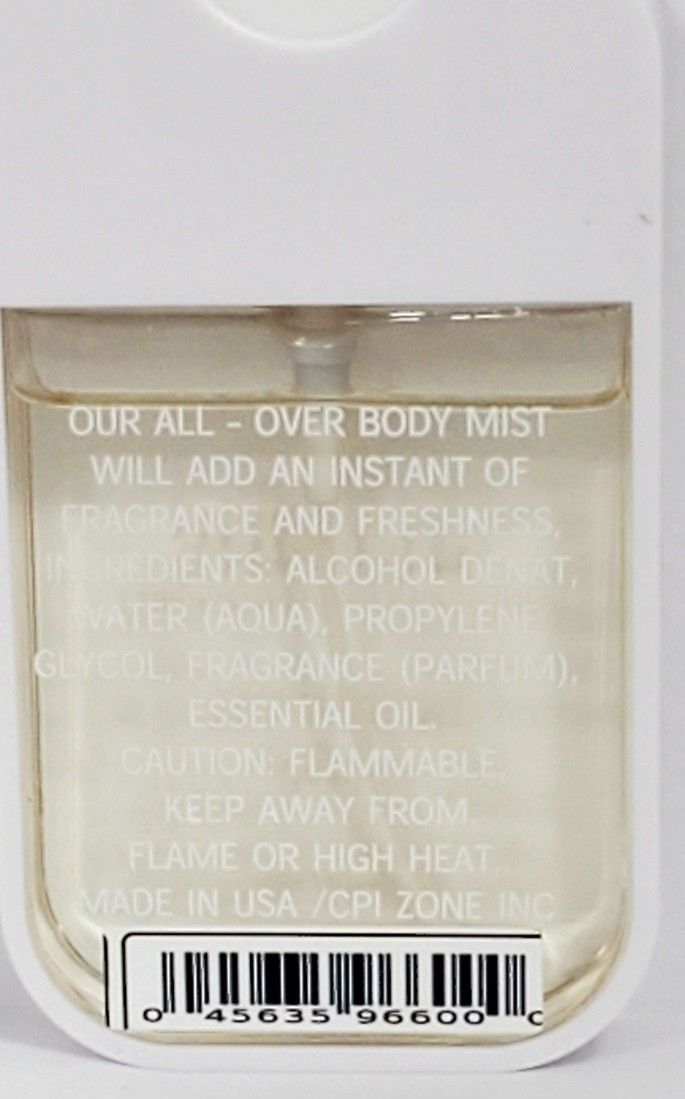 OUR ALL - OVER BODY MIST
WILL ADD AN INSTANT OF
FRAGRANCE AND FRESHNESS,
INGREDIENTS: ALCOHOL DENAT,
WATER (AQUA), PROPYLENE
GLYCOL, FRAGRANCE (PARFUM),
ESSENTIAL OIL.
CAUTION: FLAMMABLE,
KEEP AWAY FROM.
FLAME OR HIGH HEAT.
MADE IN USA /CPI ZONE INC
0 45635 96600